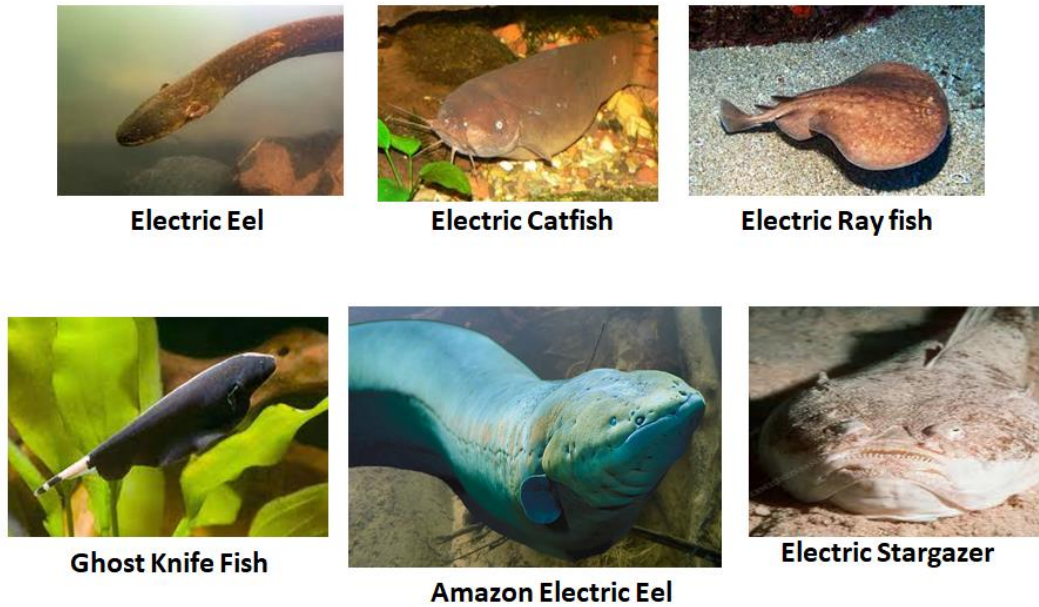 Electric Eel
Electric Catfish
Electric Ray fish
Ghost Knife Fish
Amazon Electric Eel
Electric Stargazer